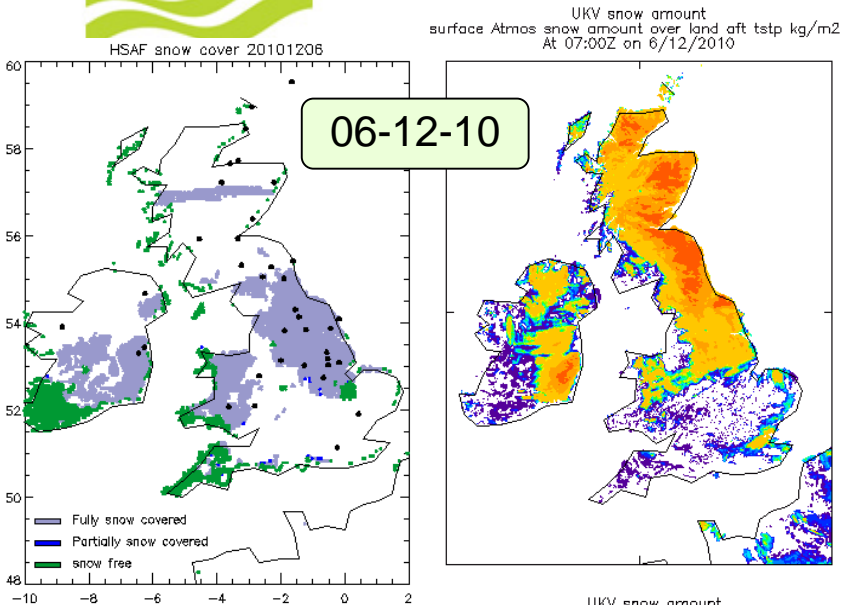 HSAF snow cover 20101206
60
58
56
54
52
50
48
-10
-8
-6
-4
-2
0
2
Fully snow covered
Partially snow covered
snow free
06-12-10
UKV snow amount
surface Atmos snow amount over land aft tstp kg/m2
At 07:00Z on 6/12/2010
UKV snow amount